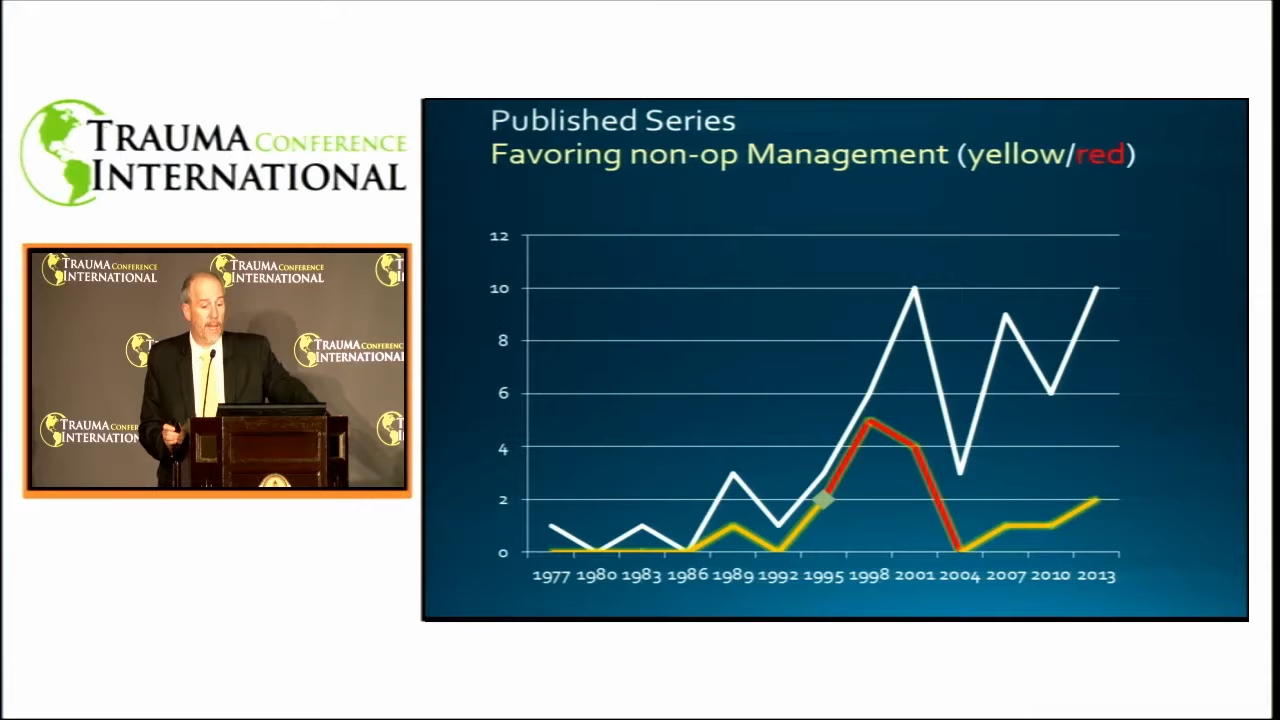 TRAUMA CONFERENCE
INTERNATIONAL
Published Series
Favoring non-op Management (yellow/red)
12
10
8
6
4
2
0
1977 1980 1983 1986 1989 1992 1995 1998 2001 2004 2007 2010 2013
TRAUMA CONFERENCE
INTERNATIONAL
TRAUMA CONFERENCE
INTERNATIONAL
TRAUMA CONFERENCE
INTERNATIONAL
TRAUMA CONFER
INTERNATION